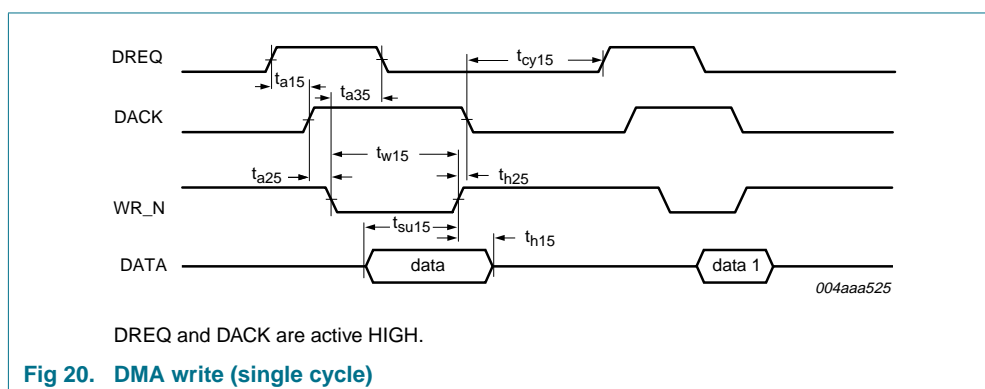 DREQ
t_cy15
t_a15
t_a35
DACK
t_w15
t_a25
t_h25
WR_N
t_su15
t_h15
DATA
data
data 1
004aaa525
DREQ and DACK are active HIGH.
Fig 20. DMA write (single cycle)